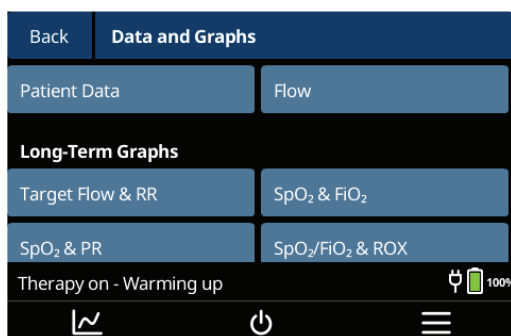 Back Data and Graphs
Patient Data Flow
Long-Term Graphs
Target Flow & RR SpO₂ & FiO₂
SpO₂ & PR SpO₂/FiO₂ & ROX
Therapy on - Warming up 100%